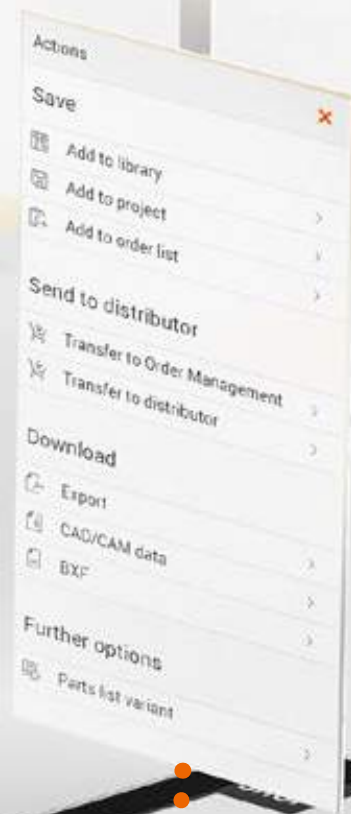 Actions
Save
Add to library
Add to project
Add to order list
Send to distributor
Transfer to Order Management
Transfer to distributor
Download
Export
CAD/CAM data
BXF
Further options
Parts list variant